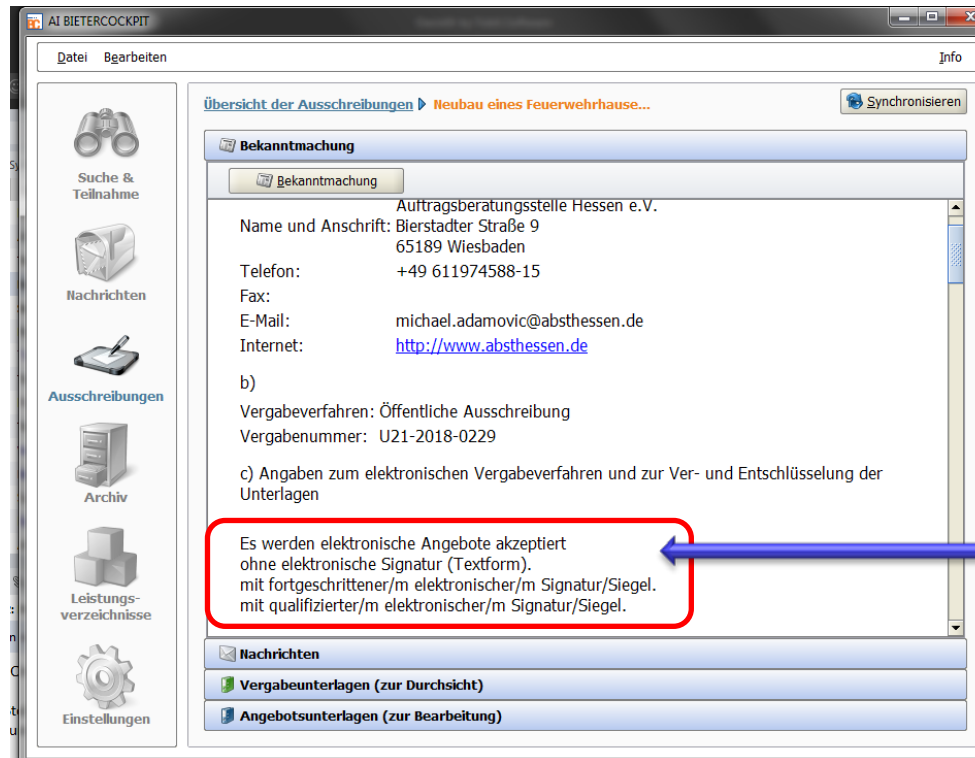 AI BIETERCOCKPIT
Datei Bearbeiten Info
Übersicht der Ausschreibungen Neubau eines Feuerwehrhause...
Synchronisieren
Suche &
Teilnahme
Nachrichten
Ausschreibungen
Archiv
Leistungs-
verzeichnisse
Einstellungen
Bekanntmachung
Bekanntmachung
Auftragsberatungsstelle Hessen e.V.
Name und Anschrift: Bierstadter Straße 9
65189 Wiesbaden
Telefon: +49 611974588-15
Fax:
E-Mail: michael.adamovic@absthessen.de
Internet: http://www.absthessen.de
b)
Vergabeverfahren: Öffentliche Ausschreibung
Vergabenummer: U21-2018-0229
c) Angaben zum elektronischen Vergabeverfahren und zur Ver- und Entschlüsselung der
Unterlagen
Es werden elektronische Angebote akzeptiert
ohne elektronische Signatur (Textform).
mit fortgeschrittener/m elektronischer/m Signatur/Siegel.
mit qualifizierter/m elektronischer/m Signatur/Siegel.
Nachrichten
Vergabeunterlagen (zur Durchsicht)
Angebotsunterlagen (zur Bearbeitung)